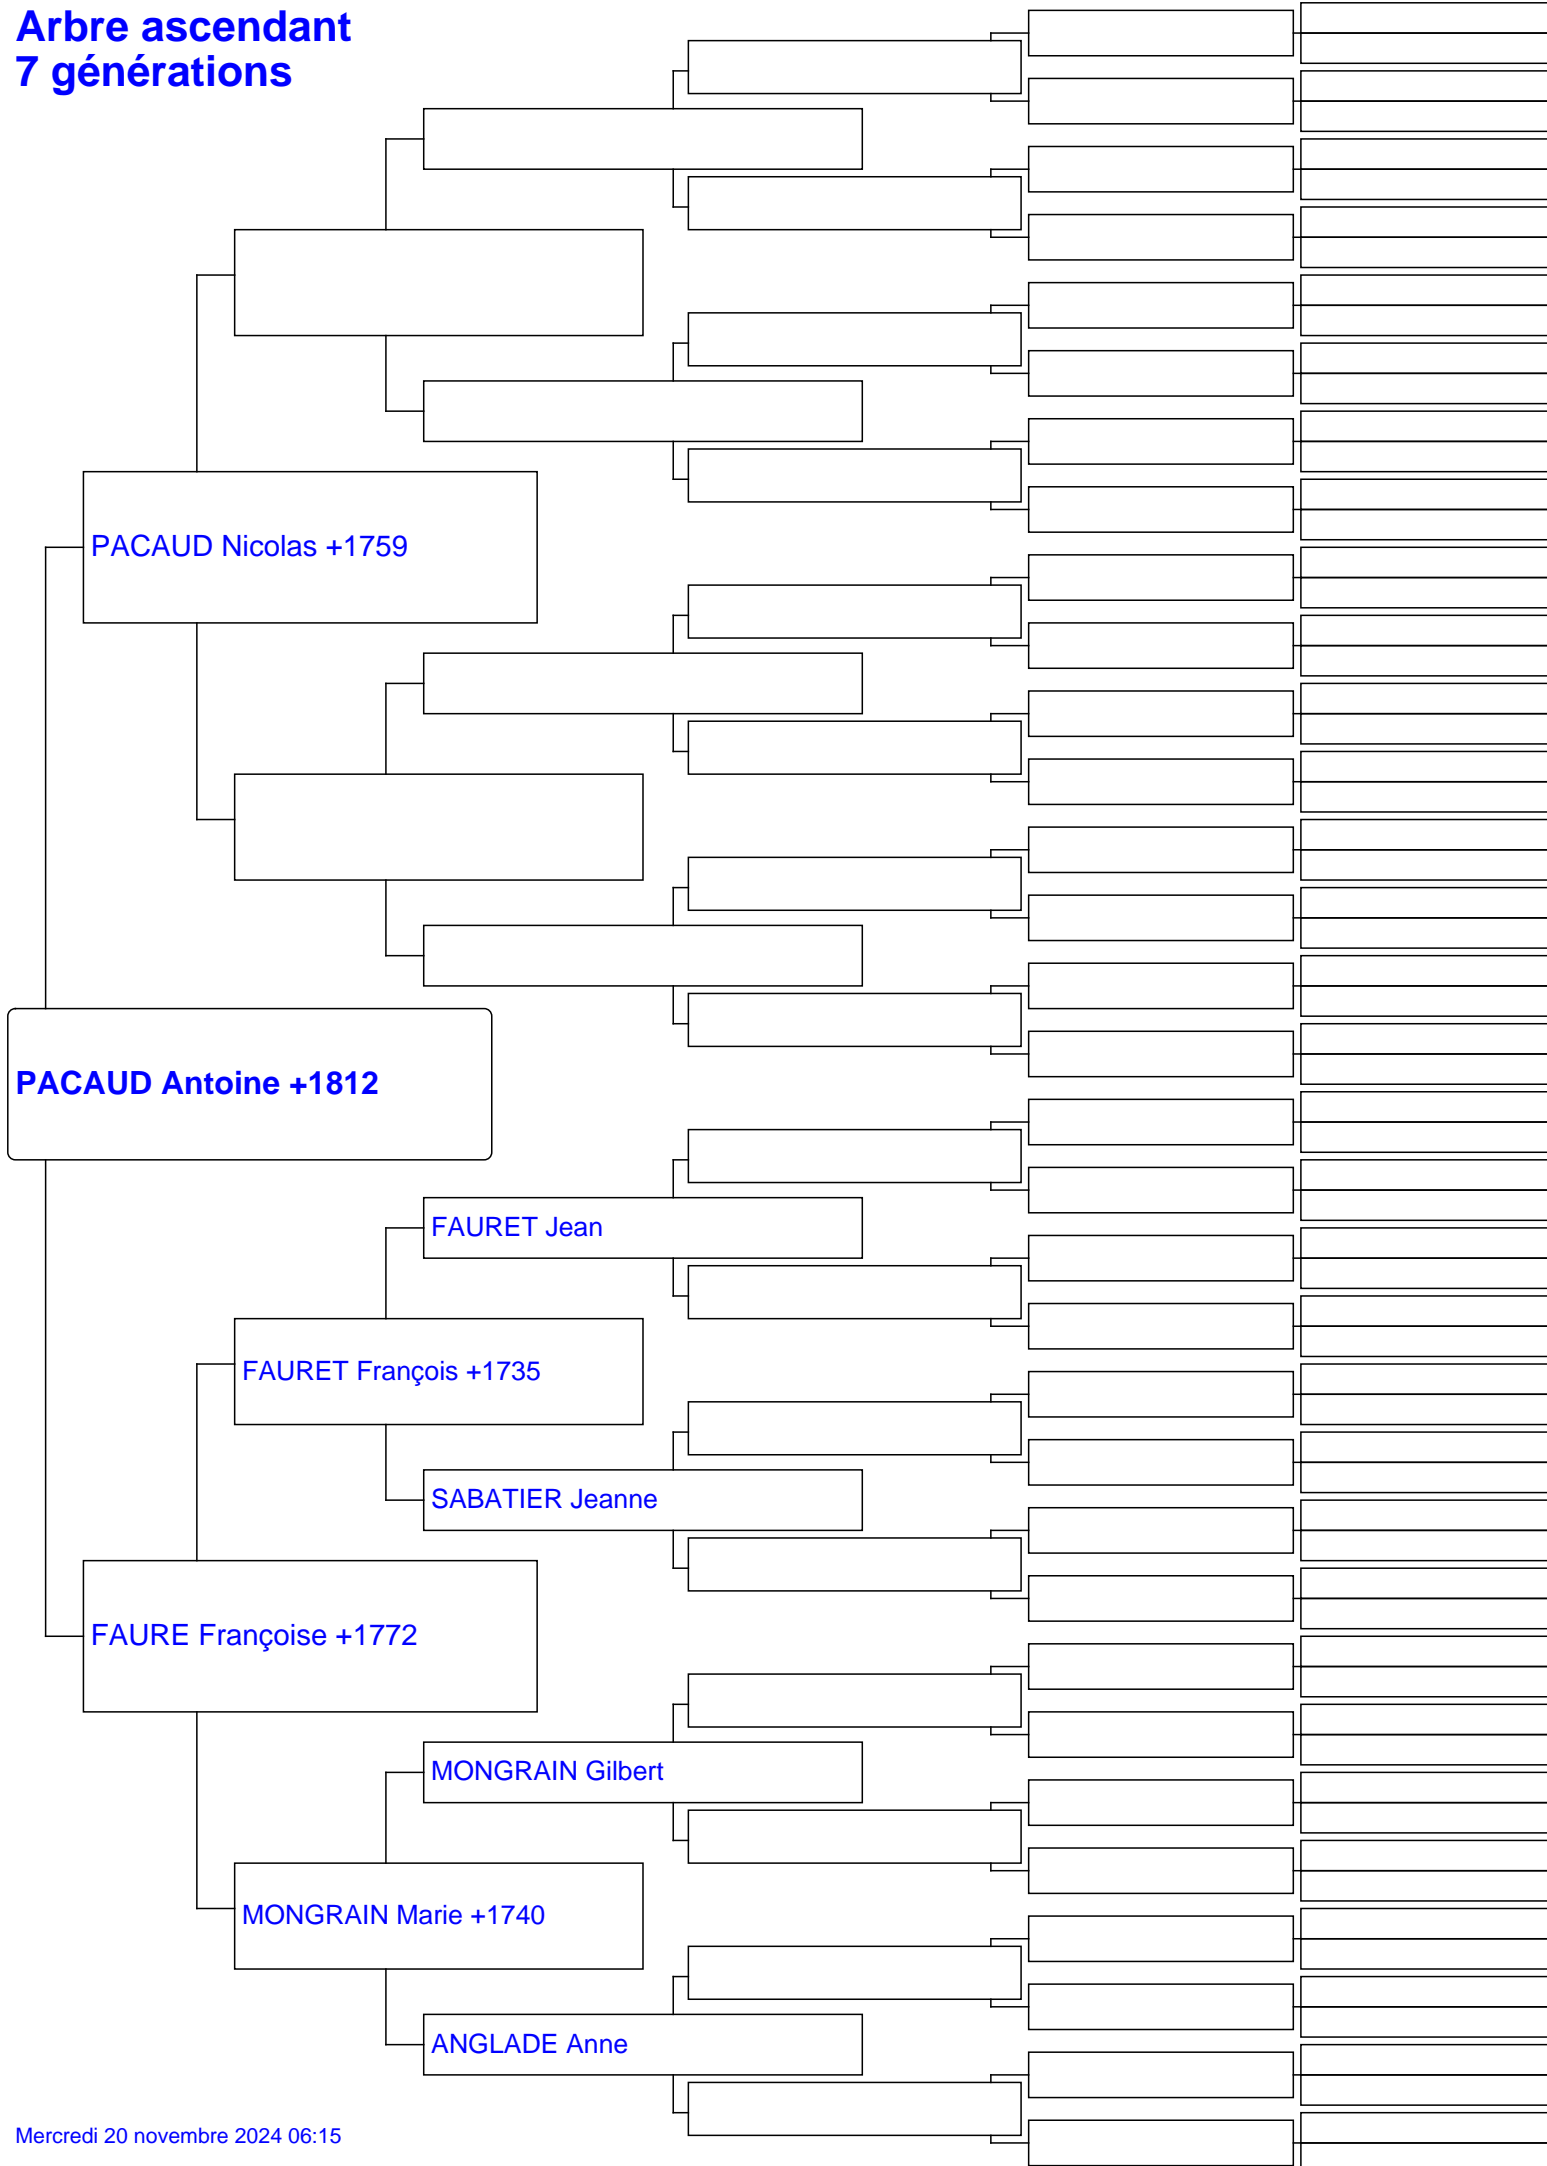 Arbre ascendant
7 générations
PACAUD Nicolas +1759
PACAUD Antoine +1812
FAURET Jean
FAURET François +1735
SABATIER Jeanne
FAURE Françoise +1772
MONGRAIN Gilbert
MONGRAIN Marie +1740
ANGLADE Anne
Mercredi 20 novembre 2024 06:15